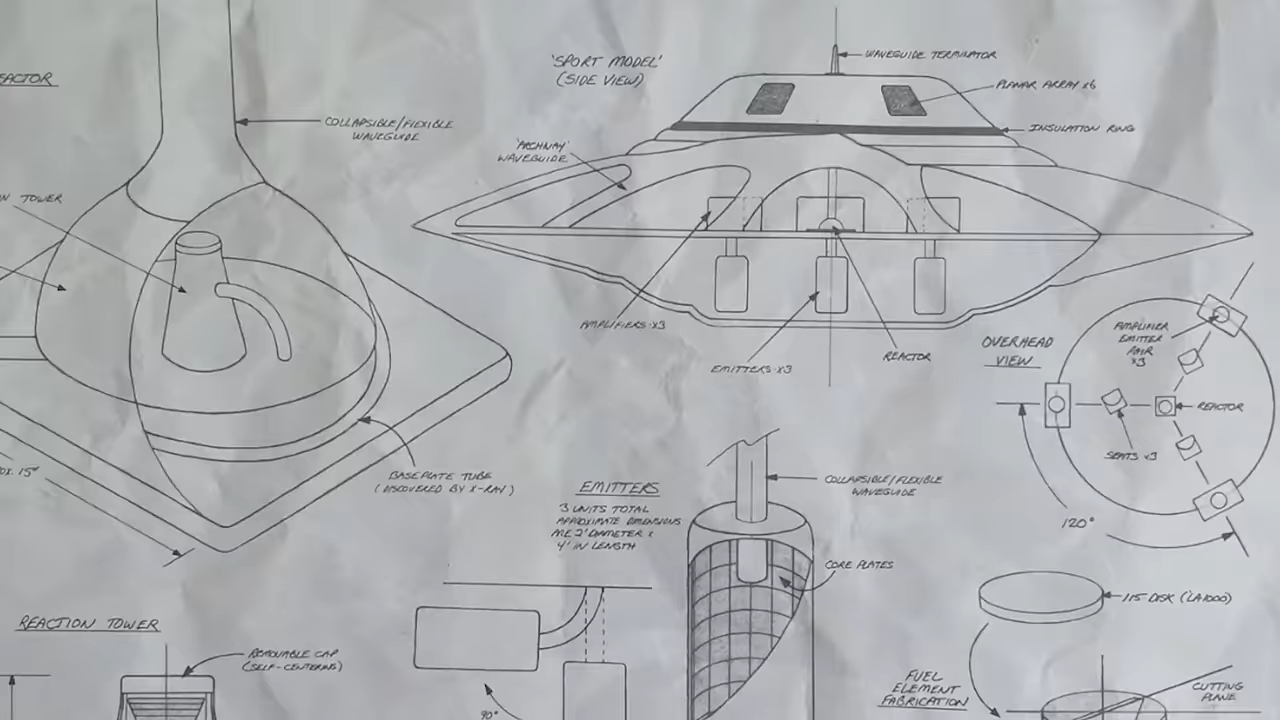 EACTOR
COLLAPSIBLE/FLEXIBLE
WAVEGUIDE
N TOWER
'SPORT MODEL'
(SIDE VIEW)
WAVEGUIDE TERMINATOR
PLANAR ARRAY x6
INSULATION RING
'ARCHWAY'
WAVEGUIDE
AMPLIFIERS x3
EMITTERS x3
REACTOR
OVERHEAD
VIEW
AMPLIFIER
EMITTER
PAIR
x3
REACTOR
SEATS x3
120°
OX. 15"
BASEPLATE TUBE
(DISCOVERED BY X-RAY)
EMITTERS
3 UNITS TOTAL
APPROXIMATE DIMENSIONS
ARE 2' DIAMETER x
4' IN LENGTH
COLLAPSIBLE/FLEXIBLE
WAVEGUIDE
CORE PLATES
115 DISK (LA1000)
REACTION TOWER
REMOVABLE CAP
(SELF-CENTERING)
90°
FUEL
ELEMENT
FABRICATION
CUTTING
PLANE